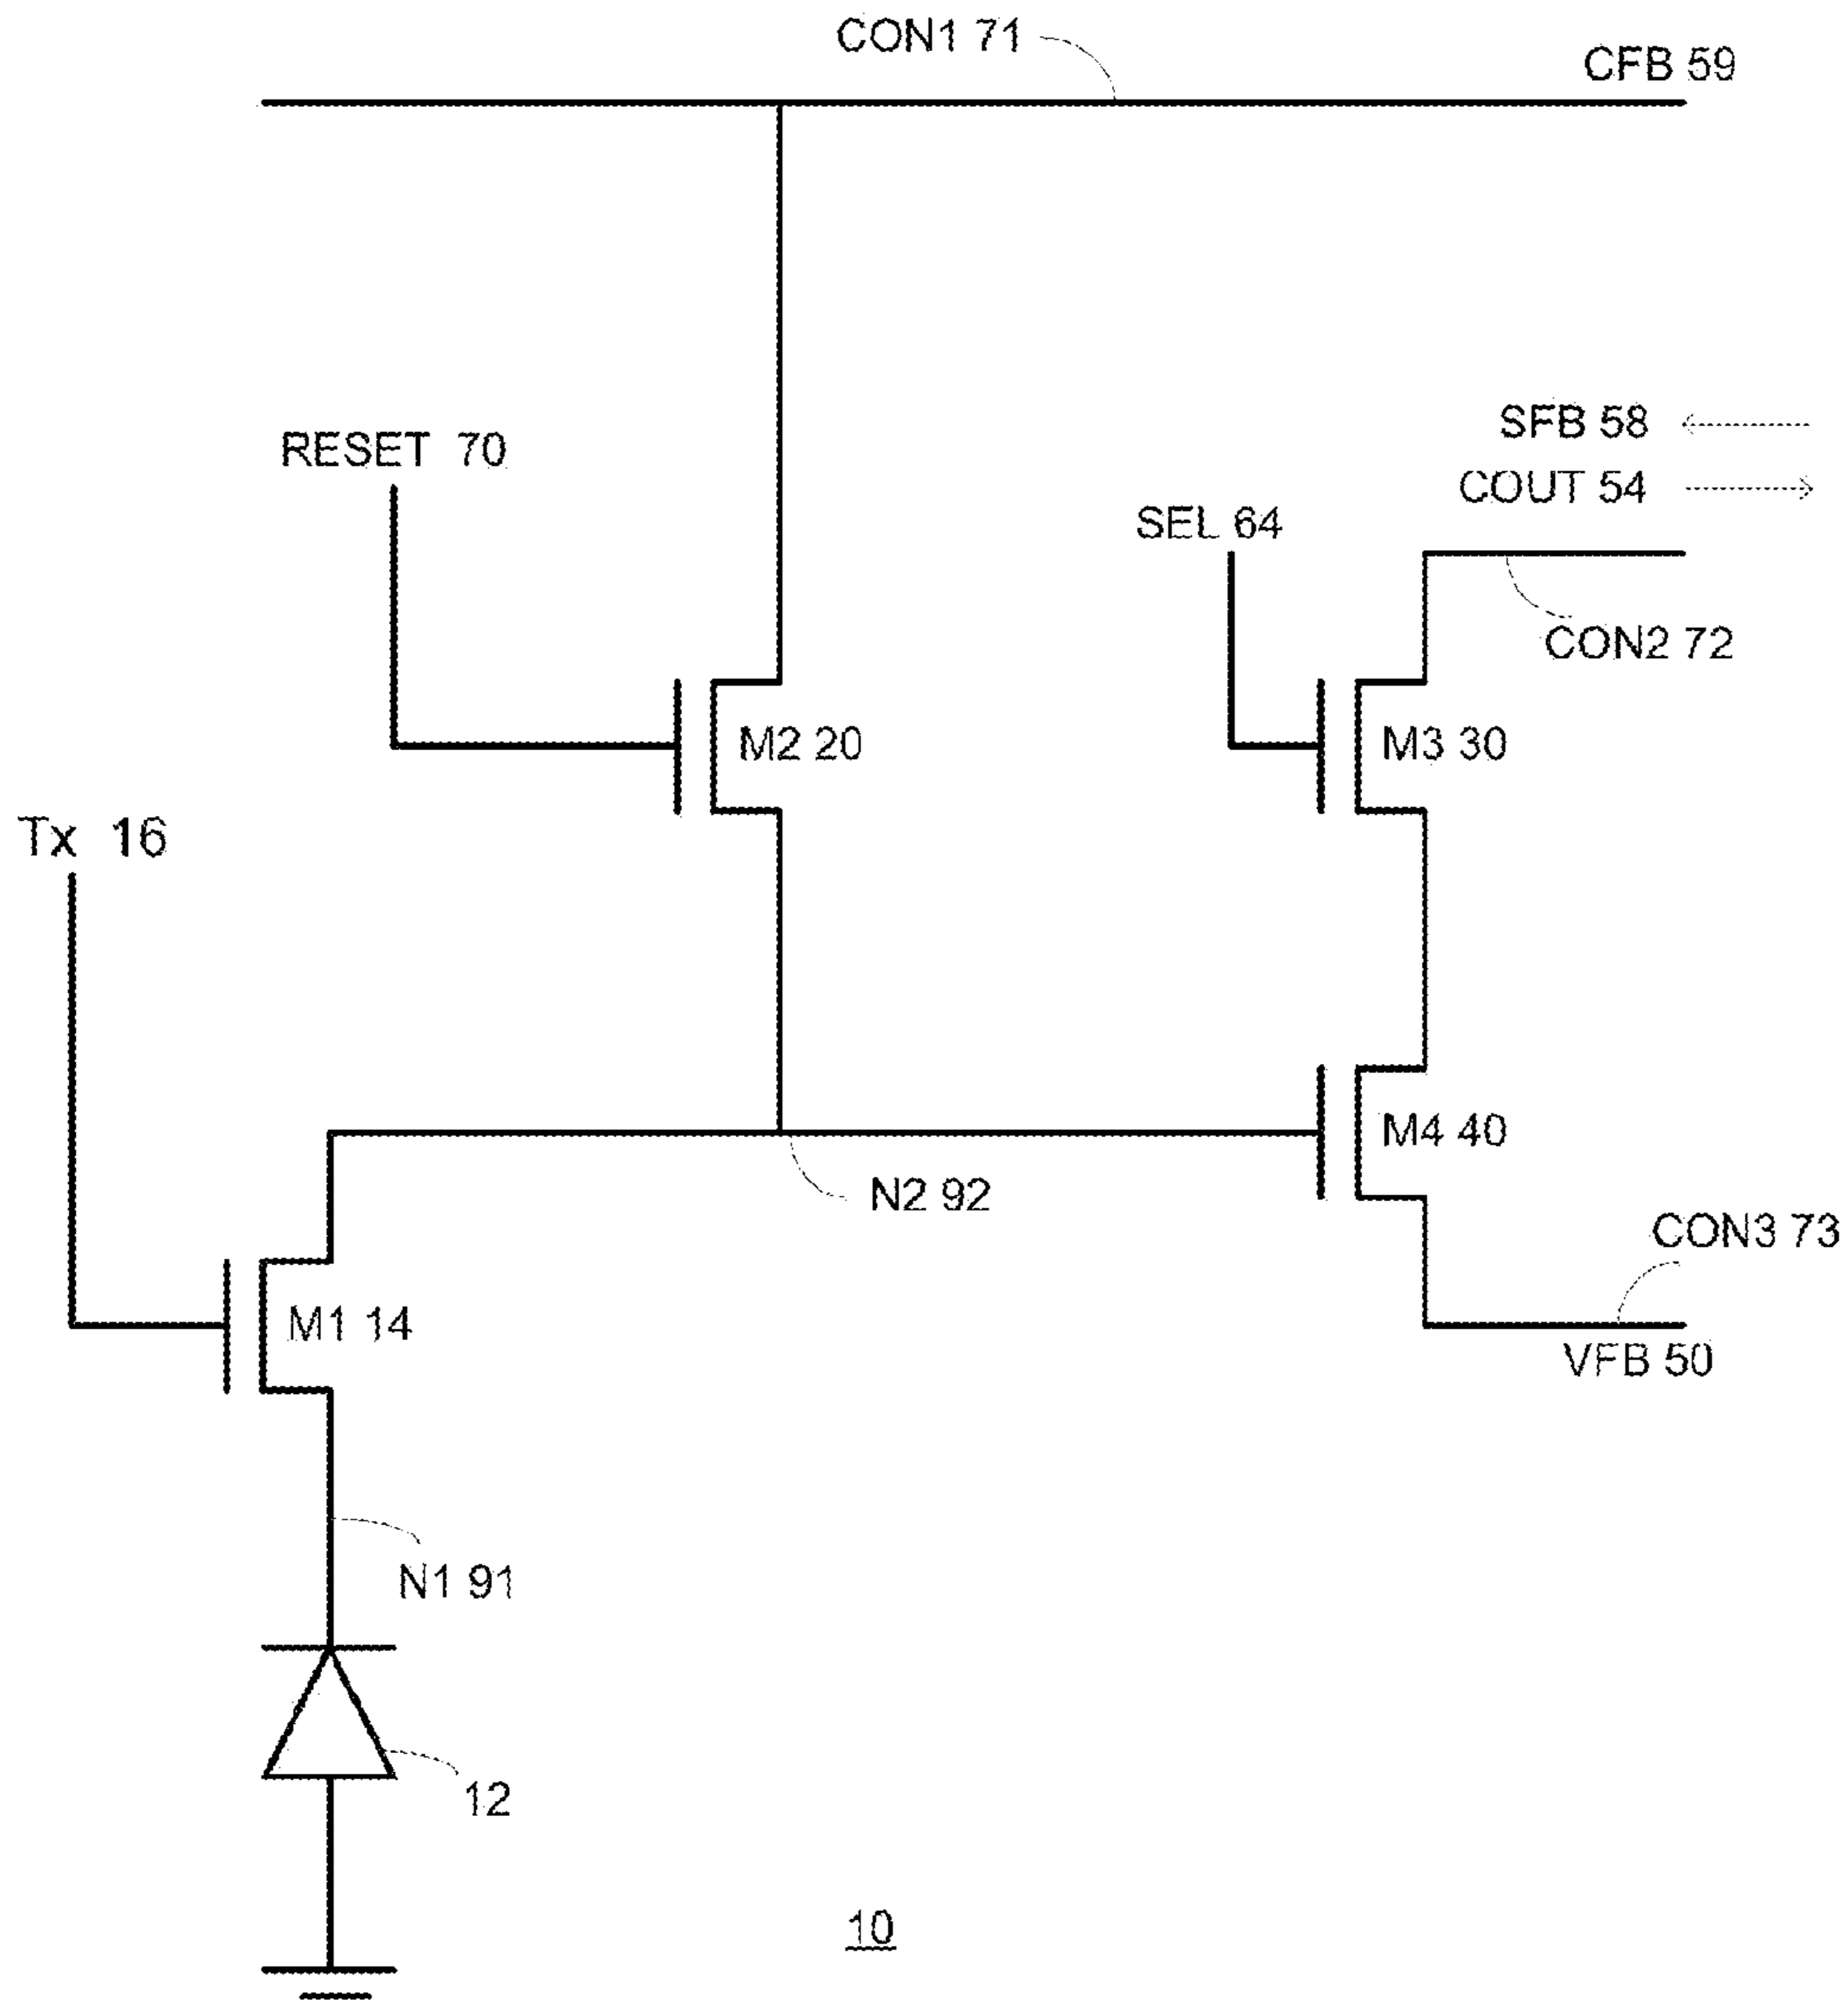 CON1 71
CFB 59
SFB 58
RESET 70
COUT 54
SEL 64
CON2 72
M2 20
M3 30
Tx 16
M4 40
N2 92
CON3 73
M1 14
VFB 50
N1 91
12
10